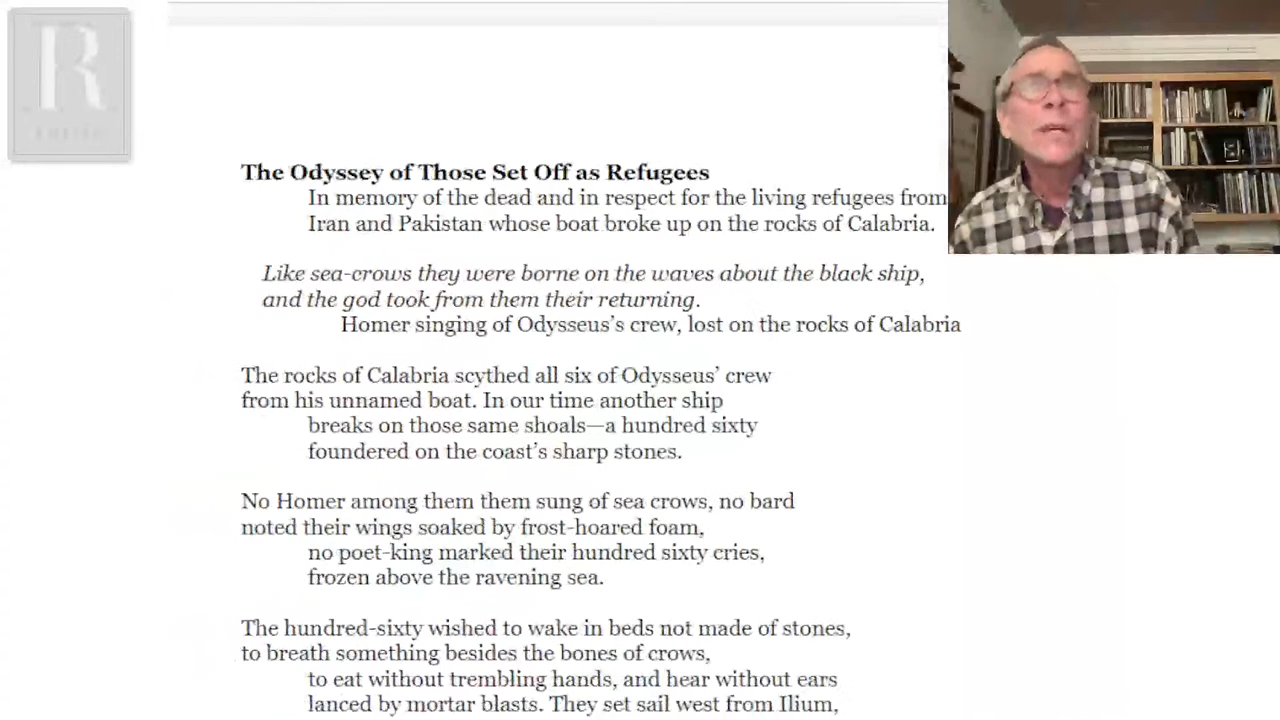 R
The Odyssey of Those Set Off as Refugees
In memory of the dead and in respect for the living refugees from
Iran and Pakistan whose boat broke up on the rocks of Calabria.
Like sea-crows they were borne on the waves about the black ship,
and the god took from them their returning.
Homer singing of Odysseus's crew, lost on the rocks of Calabria
The rocks of Calabria scythed all six of Odysseus' crew
from his unnamed boat. In our time another ship
breaks on those same shoals—a hundred sixty
foundered on the coast's sharp stones.
No Homer among them them sung of sea crows, no bard
noted their wings soaked by frost-hoared foam,
no poet-king marked their hundred sixty cries,
frozen above the ravening sea.
The hundred-sixty wished to wake in beds not made of stones,
to breath something besides the bones of crows,
to eat without trembling hands, and hear without ears
lanced by mortar blasts. They set sail west from Ilium,